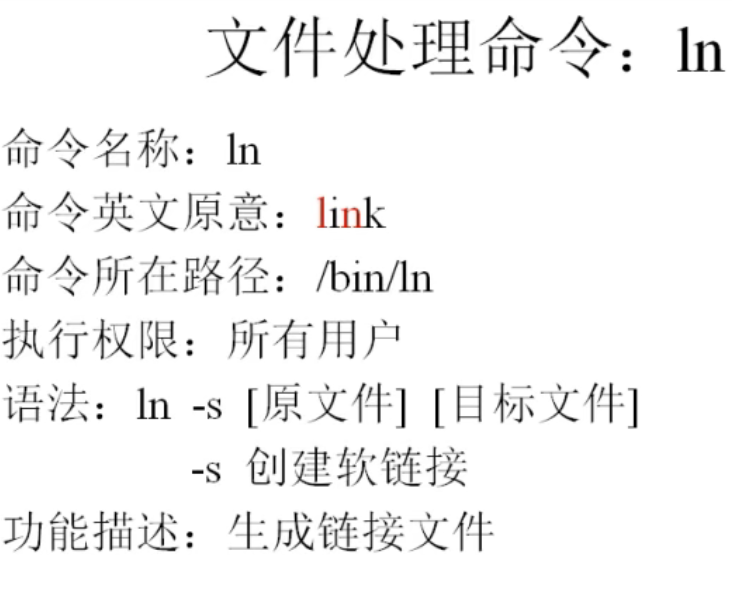 文件处理命令：ln
命令名称：ln
命令英文原意：link
命令所在路径：/bin/ln
执行权限：所有用户
语法：ln -s [原文件] [目标文件]
-s 创建软链接
功能描述：生成链接文件